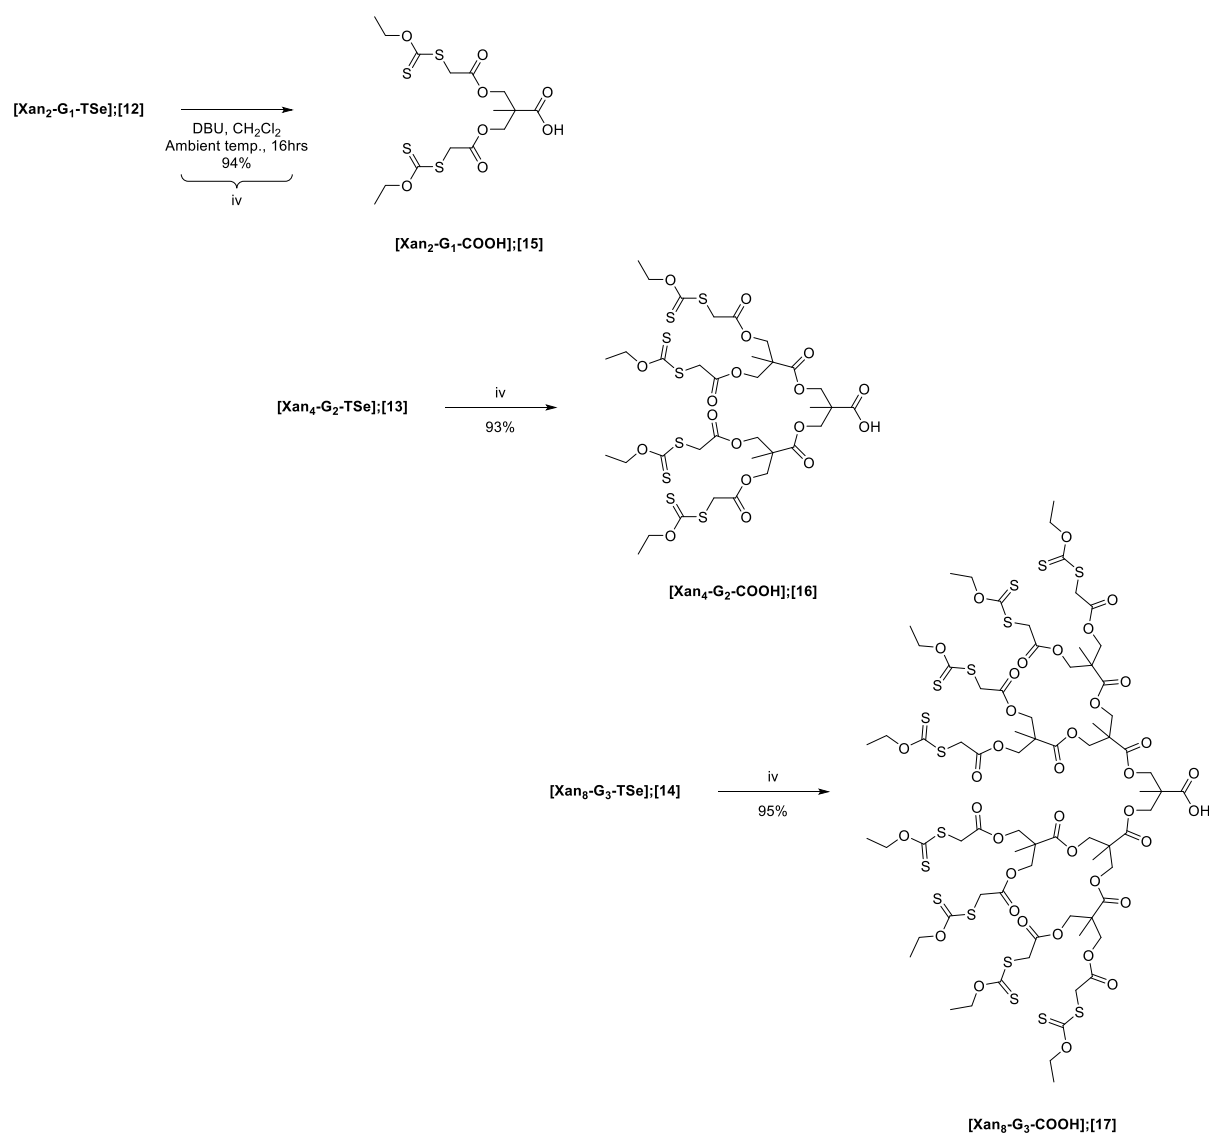 [Xan₂-G₁-TSe];[12]
DBU, CH₂Cl₂
Ambient temp., 16hrs
94%
iv
[Xan₂-G₁-COOH];[15]
[Xan₄-G₂-TSe];[13]
iv
93%
[Xan₄-G₂-COOH];[16]
[Xan₈-G₃-TSe];[14]
iv
95%
[Xan₈-G₃-COOH];[17]